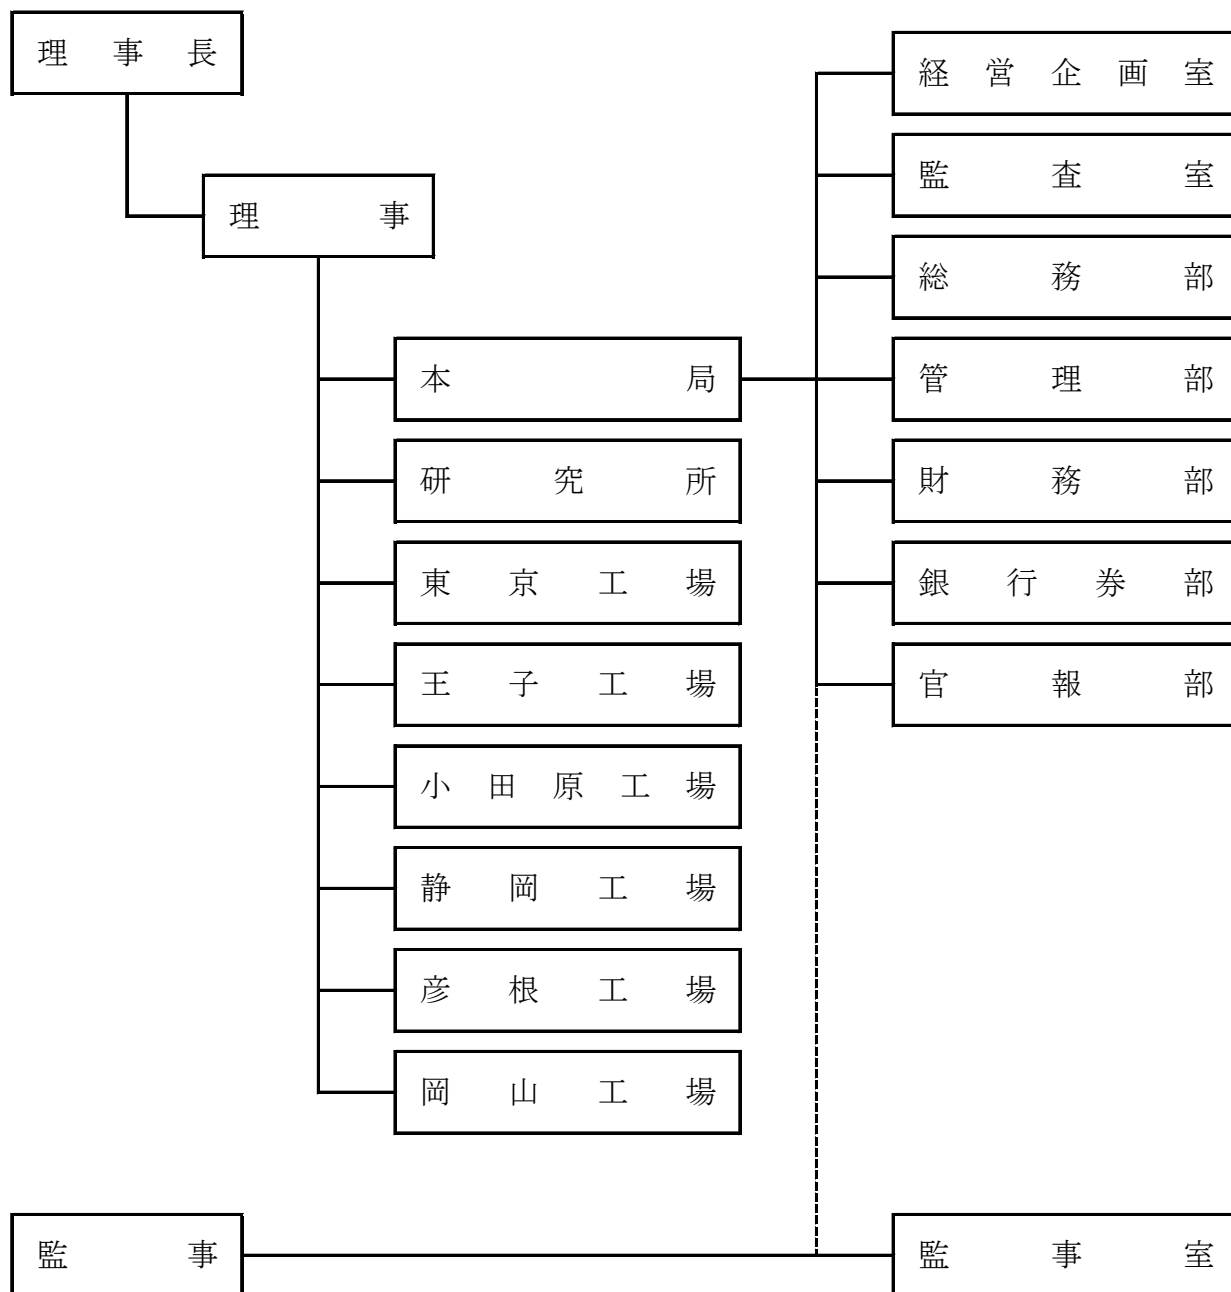 理事長
理事
本局
研究所
東京工場
王子工場
小田原工場
静岡工場
彦根工場
岡山工場
経営企画室
監査室
総務部
管理部
財務部
銀行券部
官報部
監事
監事室